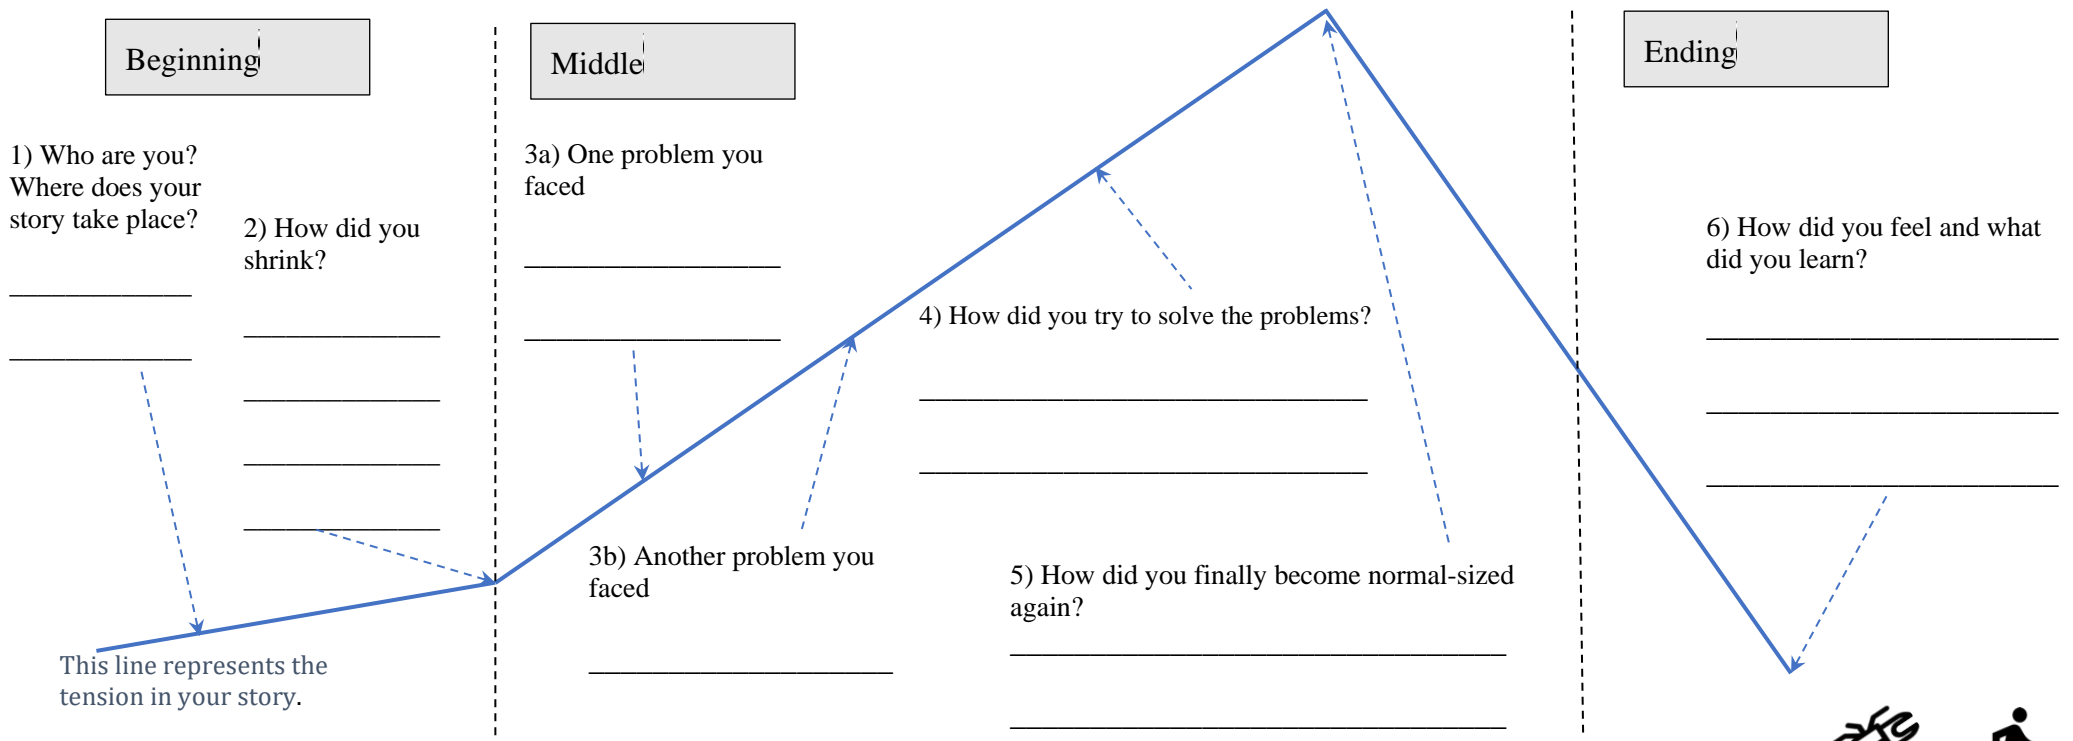 Beginning
1) Who are you?
Where does your
story take place?
2) How did you
shrink?
This line represents the
tension in your story.
Middle
3a) One problem you
faced
3b) Another problem you
faced
4) How did you try to solve the problems?
5) How did you finally become normal-sized
again?
Ending
6) How did you feel and what
did you learn?